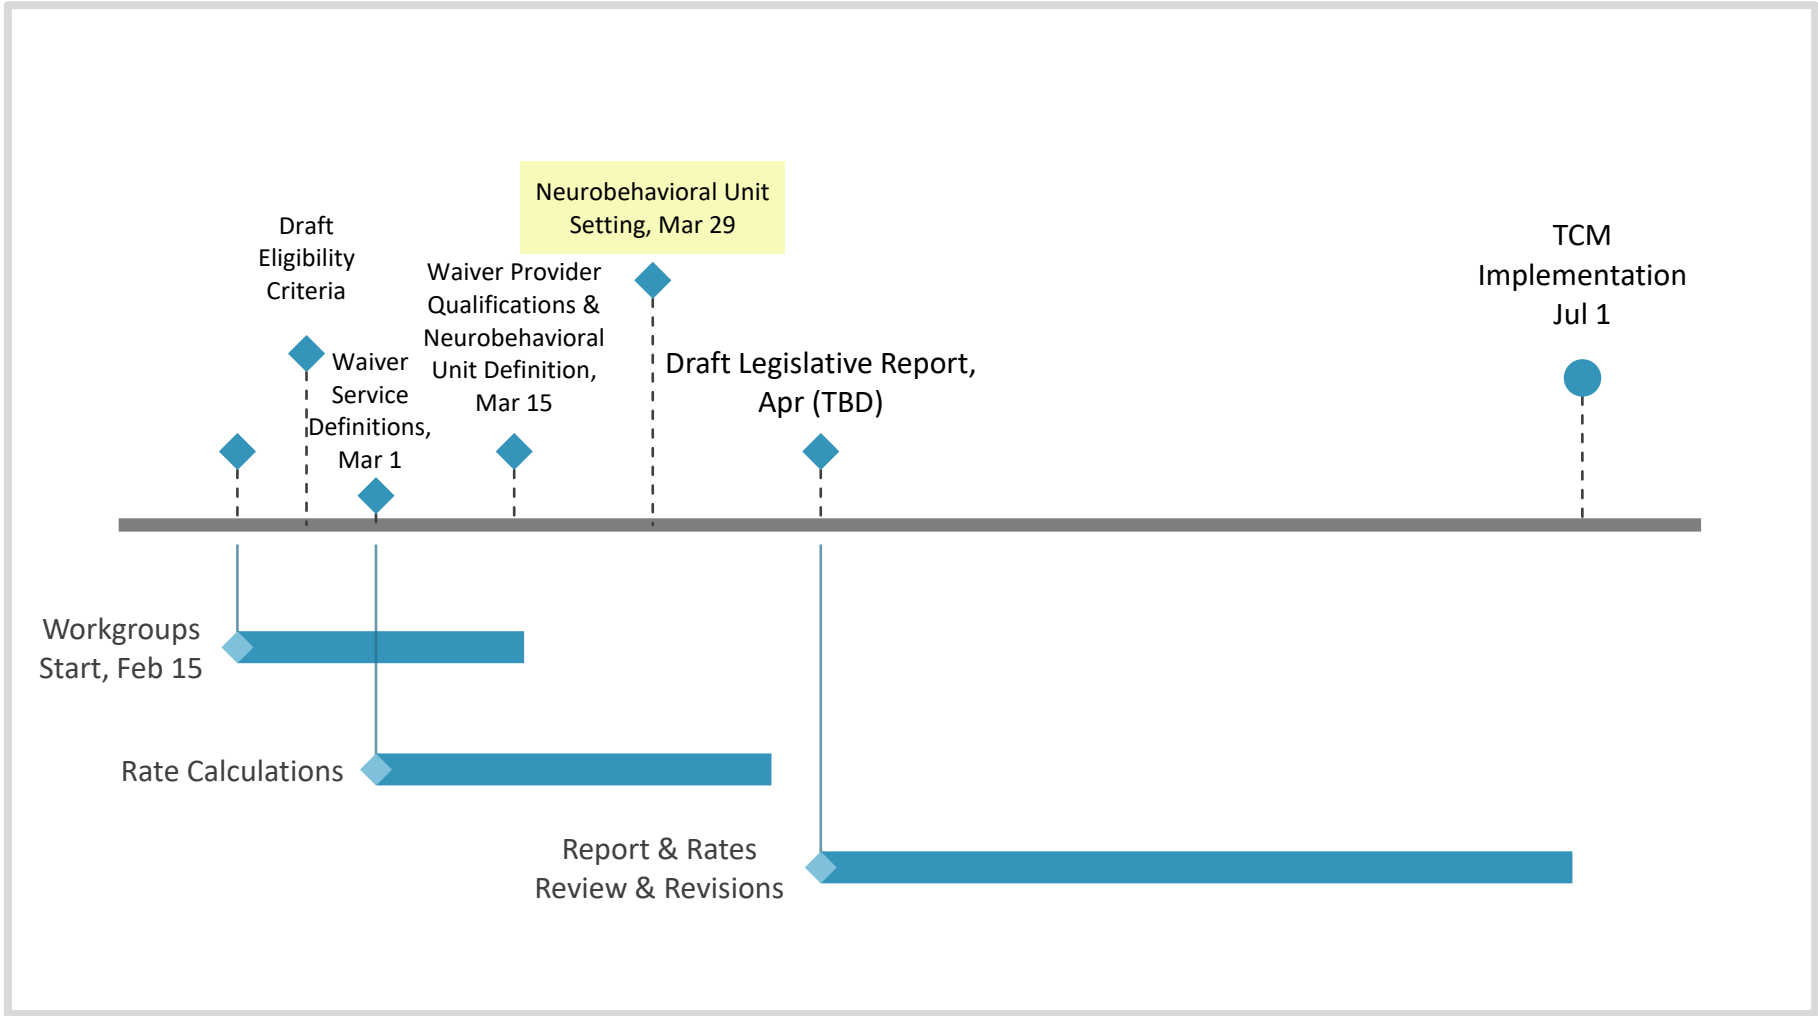 Neurobehavioral Unit
Setting, Mar 29
Draft
Eligibility
Criteria
Waiver
Service
Definitions,
Mar 1
Waiver Provider
Qualifications &
Neurobehavioral
Unit Definition,
Mar 15
Draft Legislative Report,
Apr (TBD)
TCM
Implementation
Jul 1
Workgroups
Start, Feb 15
Rate Calculations
Report & Rates
Review & Revisions